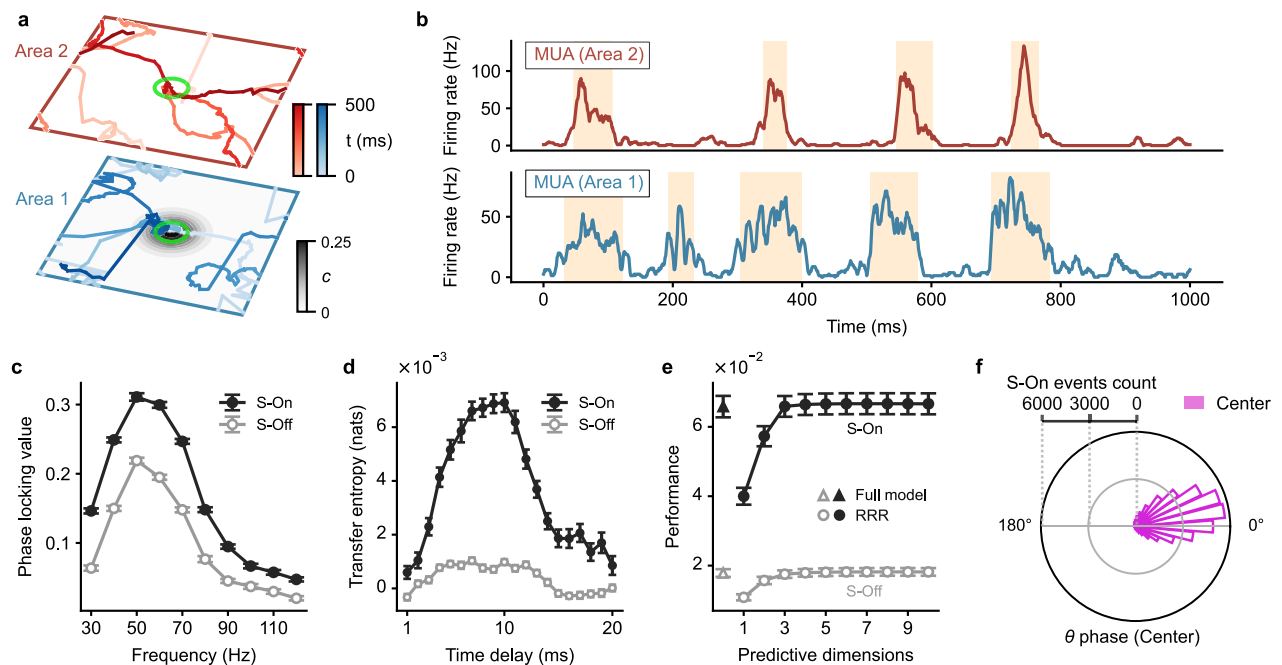 a
Area 2
500
t (ms)
0
Area 1
0.25
c
0
b
MUA (Area 2)
Firing rate (Hz)
100
50
0
MUA (Area 1)
Firing rate (Hz)
50
0
0 200 400 600 800 1000
Time (ms)
c
Phase locking value
0.3
0.2
0.1
S-On
S-Off
30 50 70 90 110
Frequency (Hz)
d
×10⁻³
Transfer entropy (nats)
6
4
2
0
S-On
S-Off
1 10 20
Time delay (ms)
e
×10⁻²
Performance
6
4
2
S-On
Full model
RRR
S-Off
1 3 5 7 9
Predictive dimensions
f
S-On events count
6000 3000 0
Center
180° 0°
θ phase (Center)